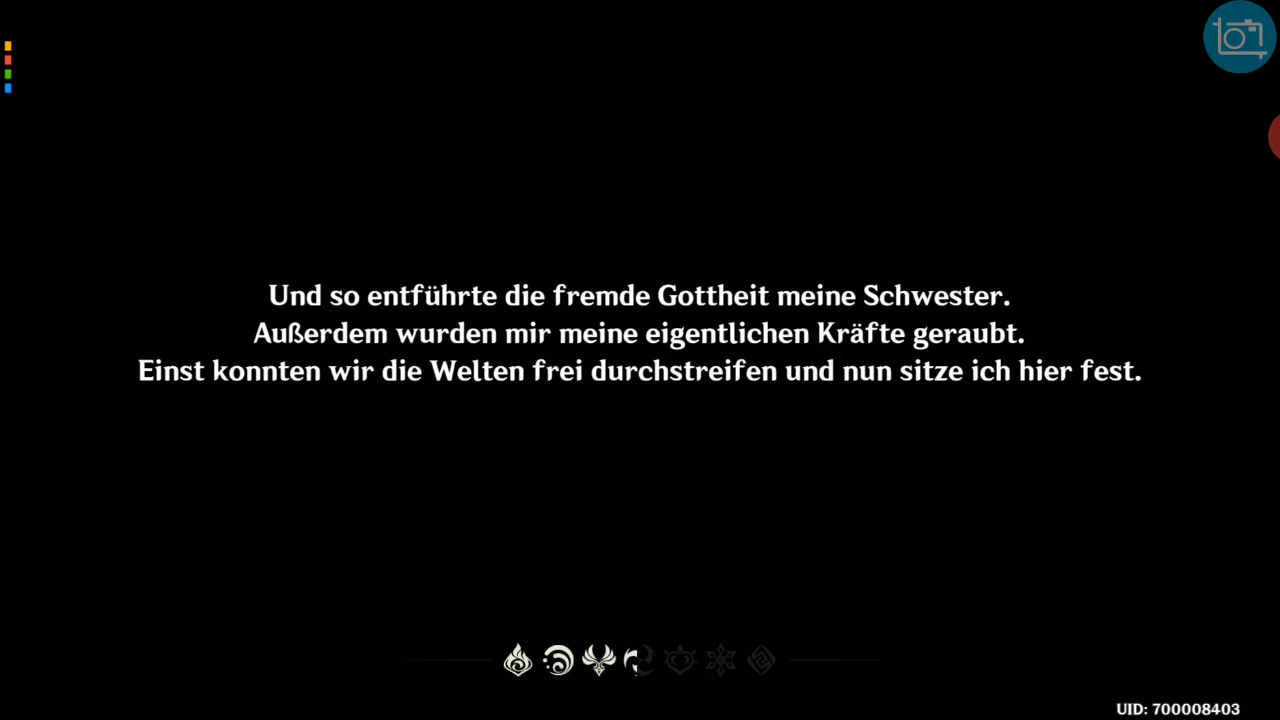 Und so entführte die fremde Gottheit meine Schwester.
Außerdem wurden mir meine eigentlichen Kräfte geraubt.
Einst konnten wir die Welten frei durchstreifen und nun sitze ich hier fest.
UID: 700008403